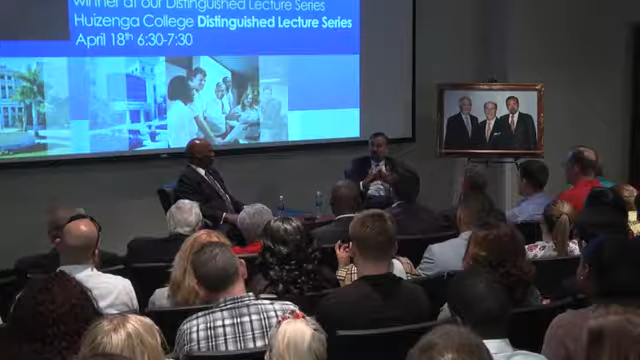 winner at our Distinguished Lecture Series
Huizenga College Distinguished Lecture Series
April 18th 6:30-7:30